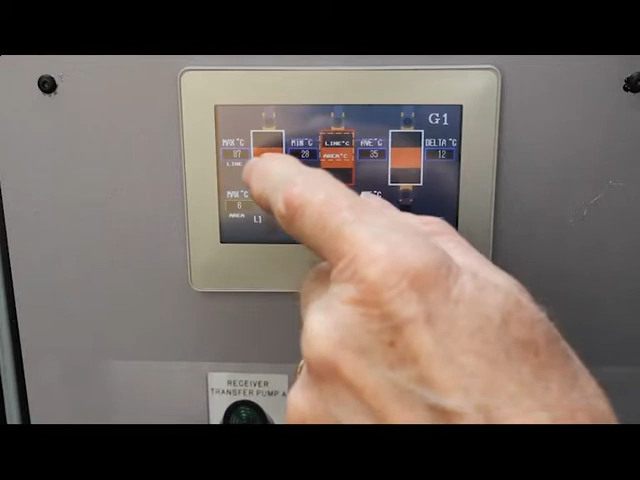 G1
MAX°C MIN°C LINE°C AVE°C DELTA°C
87 28 AREA°C 35 12
LINE
MAX°C
8
AREA L1
RECEIVER
TRANSFER PUMP A